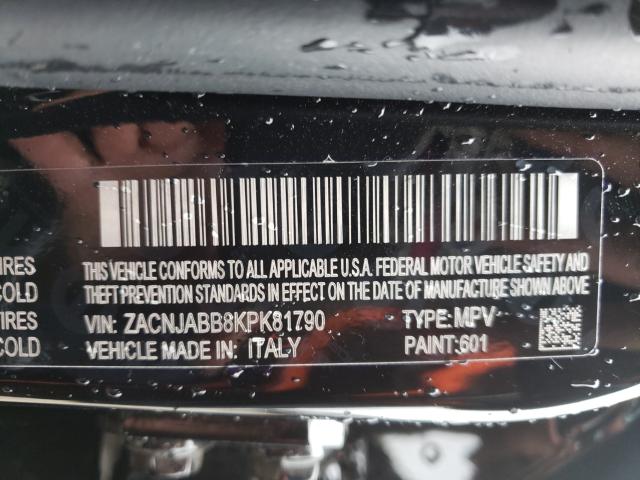 THIS VEHICLE CONFORMS TO ALL APPLICABLE U.S.A. FEDERAL MOTOR VEHICLE SAFETY AND
IRES
THEFT PREVENTION STANDARDS IN EFFECT ON THE DATE OF MANUFACTURE SHOWN ABOVE
COLD
VIN: ZACNJABB8KPK81790 TYPE: MPV
IRES
VEHICLE MADE IN: ITALY PAINT:601
COLD